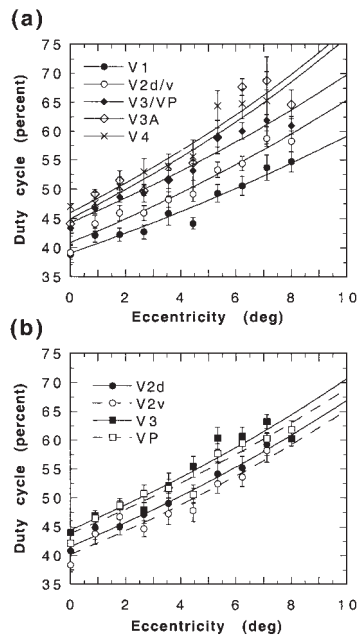 (a)
75
70
65
60
55
50
45
40
35
Duty cycle (percent)
V1
V2d/v
V3/VP
V3A
V4
0 2 4 6 8 10
Eccentricity (deg)
(b)
75
70
65
60
55
50
45
40
35
Duty cycle (percent)
V2d
V2v
V3
VP
0 2 4 6 8 10
Eccentricity (deg)